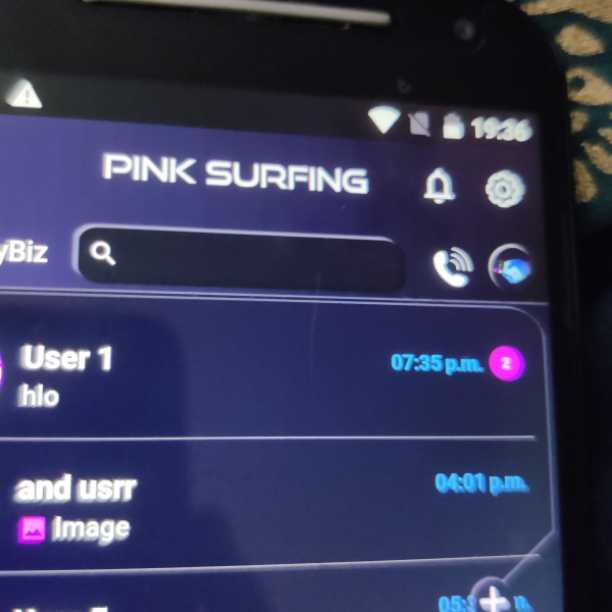 19:36
PINK SURFING
yBiz
User 1
07:35 p.m.
2
hlo
and usrr
04:01 p.m.
Image